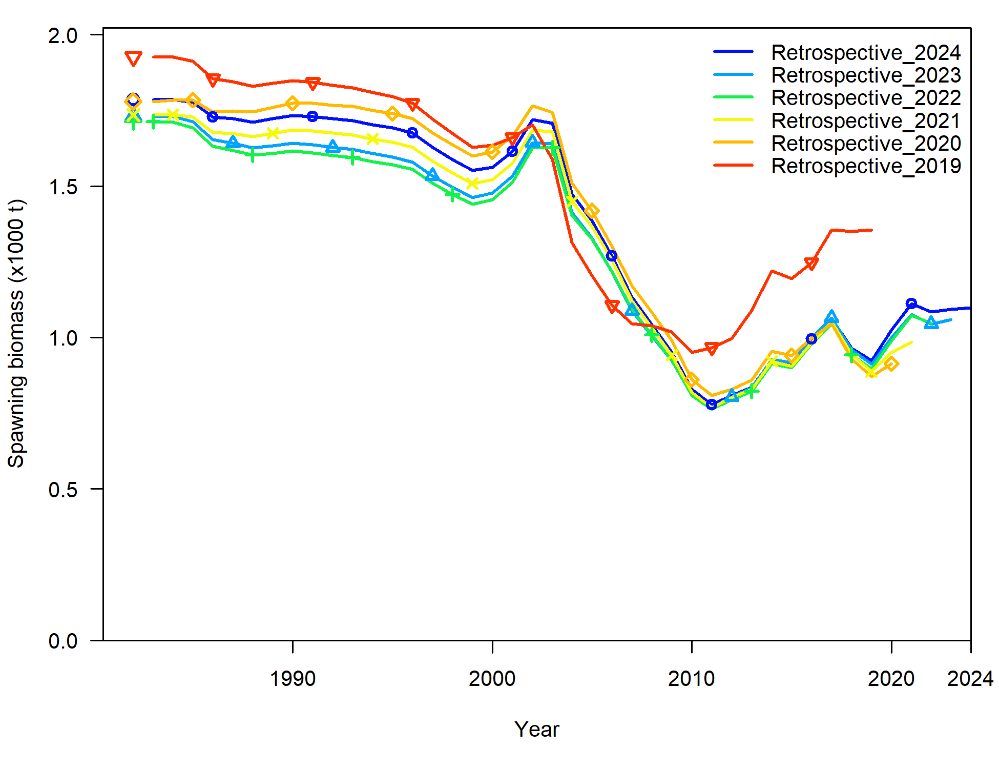 2.0
1.5
1.0
0.5
0.0
Spawning biomass (x1000 t)
Retrospective_2024
Retrospective_2023
Retrospective_2022
Retrospective_2021
Retrospective_2020
Retrospective_2019
1990 2000 2010 2020 2024
Year